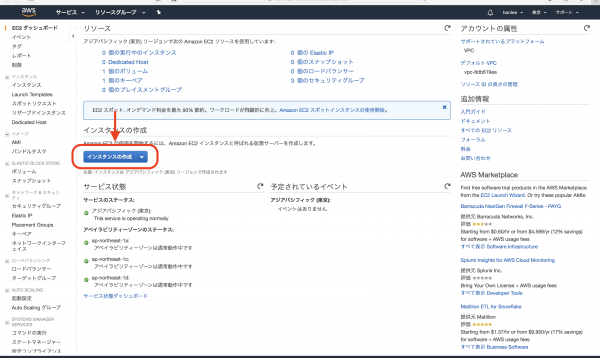 aws
サービス
リソースグループ
hanlee
東京
サポート
EC2 ダッシュボード
イベント
タグ
レポート
制限
インスタンス
インスタンス
Launch Templates
スポットリクエスト
リザーブドインスタンス
Dedicated Host
イメージ
AMI
バンドルタスク
ELASTIC BLOCK STORE
ボリューム
スナップショット
ネットワーク & セキュリティ
セキュリティグループ
Elastic IP
Placement Groups
キーペア
ネットワークインターフェイス
ロードバランシング
ロードバランサー
ターゲットグループ
AUTO SCALING
起動設定
Auto Scaling グループ
SYSTEMS MANAGER
SERVICES
コマンドの実行
ステートマネージャー
リソース
アジアパシフィック (東京) リージョンで次の Amazon EC2 リソースを使用しています:
0 個の実行中のインスタンス
0 個の Elastic IP
0 Dedicated Host
0 個のスナップショット
1 個のボリューム
0 個のロードバランサー
1 個のキーペア
3 個のセキュリティグループ
0 個のプレイスメントグループ
EC2 スポット. オンデマンド料金を最大 90% 節約。ワークロードが飛躍的に向上。Amazon EC2 スポットインスタンスの使用開始。
インスタンスの作成
するには、Amazon EC2 インスタンスと呼ばれる仮想サーバーを作成します。
インスタンスの作成
注意: インスタンスは アジアパシフィック (東京) リージョンで作成されます
サービス状態
サービスのステータス:
アジアパシフィック (東京):
This service is operating normally
アベイラビリティーゾーンのステータス:
ap-northeast-1a:
アベイラビリティーゾーンは通常動作中です
ap-northeast-1c:
アベイラビリティーゾーンは通常動作中です
ap-northeast-1d:
アベイラビリティーゾーンは通常動作中です
サービス状態ダッシュボード
予定されているイベント
アジアパシフィック (東京):
イベントはありません
アカウントの属性
サポートされているプラットフォーム
VPC
デフォルト VPC
vpc-8db619ea
リソース ID の長さの管理
追加情報
入門ガイド
ドキュメント
すべての EC2 リソース
フォーラム
料金
お問い合わせ
AWS Marketplace
Find free software trial products in the AWS Marketplace
from the EC2 Launch Wizard. Or try these popular AMIs:
Barracuda NextGen Firewall F-Series - PAYG
提供元 Barracuda Networks, Inc.
評価
Starting from $0.60/hr or from $4,599/yr (12% savings)
for software + AWS usage fees
すべて表示 Software Infrastructure
Splunk Insights for AWS Cloud Monitoring
提供元 Splunk Inc.
評価
Bring Your Own License + AWS usage fees
すべて表示 Developer Tools
Matillion ETL for Snowflake
提供元 Matillion
評価
Starting from $1.37/hr or from $9,950/yr (17% savings)
for software + AWS usage fees
すべて表示 Business Software